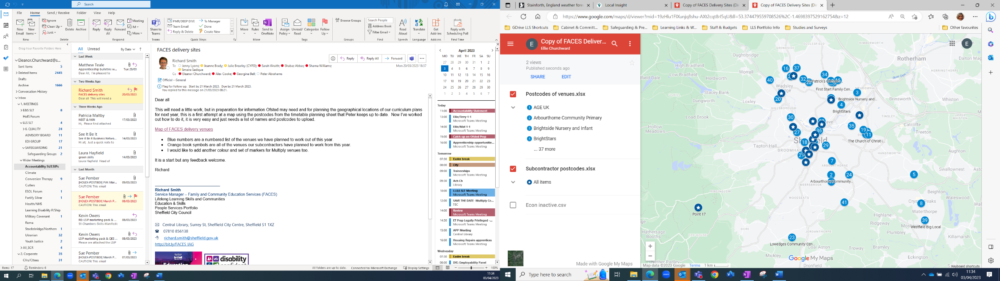 Search
File Home Send / Receive Folder View Help
New Email
New Items
Ignore
Clean Up
Junk
Delete
Archive
Reply
Reply All
Forward
Meeting
IM
More
Share to Teams
PMR/DEEP DIVE
Team Email
Reply & Delete
To Manager
Done
Create New
Move
Rules
Send to OneNote
Assign Policy
Unread/ Read
Categorize
Follow Up
Browse Groups
Search People
Address Book
Filter Email
Read Aloud
Translate
Get Add-ins
Reply with Scheduling Poll
New Delete Respond Teams Quick Steps Move Tags Groups Find Speech Language Add-ins Find Time
Drag Your Favorite Folders Here
Eleanor.Churchward@s...
Sent Items 5
Deleted Items 2445
Drafts
Archive 1666
Conversation History
Inbox
1. MEETINGS
E&S SLT 8
HofS Forum
LLS SLT 4
6. QUALITY 24
ADVISORY BOARD 11
EDI GROUP 17
SAFEGUARDING 21
Safeguarding Groups 2
Wider Meetings
Accountability St/LSIPs
Climate
Conversion Therapy 9
Cutlers
ESOL Forum 1
Fortify Silver 1
Health/NHS
Learning Disability P/Ship
Military Covenant 1
Roma
Stocksbridge/Northern 1
Ukranian 32
Youth Justice 2
All_SCR 4
2. Corporate 35
Cllrs/Cttees 31
All Unread By Date
Last Week
Matthew Teale
Apprenticeship bulletins w... Tue 28/03
Dear All, I'm pleased to
Two Weeks Ago
Richard Smith
FACES delivery sites 20/03/2023
Dear all This will need a
Three Weeks Ago
Patricia Maltby
NEET & NKN 17/03/2023
Hi, Please find attached
See It Be It
See it Be it Business Netwo... 14/03/2023
Hi all, Just a quick note to
Laura Hayfield
green skills 14/03/2023
Laura Hayfield Head of
Last Month
Sue Pember
[HOLEX-POSTBOX] FW: Mar... 09/03/2023
CAUTION: This email
Sue Pember
[HOLEX-POSTBOX] March P... 08/03/2023
CAUTION: This email
Kevin Owers
RE: LSIP marketing pack & ... 08/03/2023
SY-Chambers-Skills-Manifesto
Kevin Owers
LSIP marketing pack & QES ... 08/03/2023
Please see attached the LSIP
Sue Pember
[HOLEX-POSTBOX] March P... 07/03/2023
CAUTION: This email
FACES delivery sites
Richard Smith
To Jenny Lyons; Joanne Brady; Julie Brearley (CYPD); Sarah Wraith; Shabaz Abbas; Sharna Williams;
Smaira Sadique
Cc Eleanor Churchward; Alex Cooke; Georgina Bell; Peter Abrahams
Reply Reply All Forward
Mon 20/03/2023 18:37
Official – General
Flag for follow up. Start by 21 March 2023. Due by 21 March 2023.
You replied to this message on 21/03/2023 08:21.
Dear all
This will need a little work, but in preparation for information Ofsted may need and for planning the geographical locations of our curriculum plans
for next year, this is a first attempt at a map using the postcodes from the timetable planning sheet that Peter keeps up to date. Now I've worked
out how to do it, it is very easy and just needs a list of names and postcodes to upload.
Map of FACES delivery venues
• Blue numbers are a numbered list of the venues we have planned to work out of this year.
• Orange book symbols are all of the venues our subcontractors have planned to work from this year.
• I would like to add another colour and set of markers for Multiply venues too.
It is a start but any feedback welcome.
Richard
Richard Smith
Service Manager – Family and Community Education Services (FACES)
Lifelong Learning Skills and Communities
Education & Skills
People Services Portfolio
Sheffield City Council
Central Library, Surrey St, Sheffield City Centre, Sheffield S1 1XZ
07810 856138
richard.smith@sheffield.gov.uk
http://bit.ly/FACES_IAG
disability
April 2023
MO TU WE TH FR SA SU
27 28 29 30 31 1 2
3 4 5 6 7 8 9
10 11 12 13 14 15 16
17 18 19 20 21 22 23
24 25 26 27 28 29 30
1 2 3 4 5 6 7
Today
11:00 Accountability Statement
13:00 Ellie/Terry 1-1
Microsoft Teams Meeting
14:00 Ellie/Mat 1-1
Microsoft Teams Meeting
15:00 Catch up on Ofsted Prep
16:00 Apprenticeship opportunitie...
Microsoft Teams Meeting
Tomorrow
07:30 Easter break
08:00 City
09:00 Traineeships
Microsoft Teams Meeting
09:30 Ach Ch
Library
10:00 LL&S SLT Meeting
Microsoft Teams Meeting
12:00 SAVE THE DATE -Multiply Ce...
TBC
14:00 Review
Microsoft Teams Meeting
14:30 ET Prep Legally Privileged -...
Microsoft Teams Meeting
15:00 APP Meeting
Central Library
16:00 Housing Repairs apprentices
Microsoft Teams Meeting
Wednesday
07:30 Easter break
08:00 DfE: Employability Panel
Items: 17 Reminders: 6 All folders are up to date. Connected to: Microsoft Exchange Display Settings 100%
11:34
03/04/2023
Stainforth, England weather fore
Local Insight
Copy of FACES Delivery Sites (Di
Copy of FACES Delivery Sites (Di
https://www.google.com/maps/d/viewer?mid=19zHlu1FIXunjq8shu-AXt2cqt8rI5qU&ll=53.374479559708526%2C-1.469839752916275&z=12
GDrive LLS Shortcuts Cabinet & Committ... Safeguarding & Pre... Learning Links & W... Staff & Budgets LLS Portfolio Info Studies and Surveys Other favourites
E Copy of FACES Deliver...
Ellie Churchward
2 views
Published seconds ago
SHARE EDIT
Postcodes of venues.xlsx
1 AGE UK
2 Arbourthorne Community Primary
3 Brightside Nursery and Infant
4 BrightStars
... 37 more
Subcontractor postcodes.xlsx
All items
Econ inactive.csv
Made with Google My Maps
GRENOSIDE
ECCLESFIELD
KIMBERWORTH
Oughtibridge
Rotherham
Dalton Mag
High Bradfield
Low Bradfield
Worrall
HERRINGTHORPE
Holdworth
Wadsley Bridge
St Patrick's Catholic...
MEADOWHALL
First Start Family Cen...
UGHILL
Stacey Bank
Dungworth
Loxley
HILLSBOROUGH
Brightside Nursery and...
Brinsworth
Whiston
BrightStars
TINSLEY
UPPER WHISTON
Load Brook
Hollow Meadows
Catcliffe
Treeton
The Church of Christ i...
Tapton Hall
BROOMH
Aughton
HANDSWORTH
ARBOURTHORNE
Swallownest
Arbourthorne Community...
MEERSBROOK
RINGINGLOW
Beighton
WOODSEATS
Crystal Peaks
Waleswood
Waterthorpe
Point 17
Highlane
Ridgeway
Westfield Big Local
Hathersage Booths
FOX HOUSE
DORE
JORDANTHORPE
Plumbley
Killamarsh
Lowedges Community Cen...
Coal Aston
Troway
Bramley
Mickley
Eckington
Nether Padley
Dronfield
16 37 34 40 32 22 15 3 20 4 30 35 19 11 27 36 18 29 21 7 2 24 5 41 8 39 23
Google My Maps
Map data ©2023 Google Terms 1 km
Keyboard shortcuts
Type here to search
11:34
03/04/2023